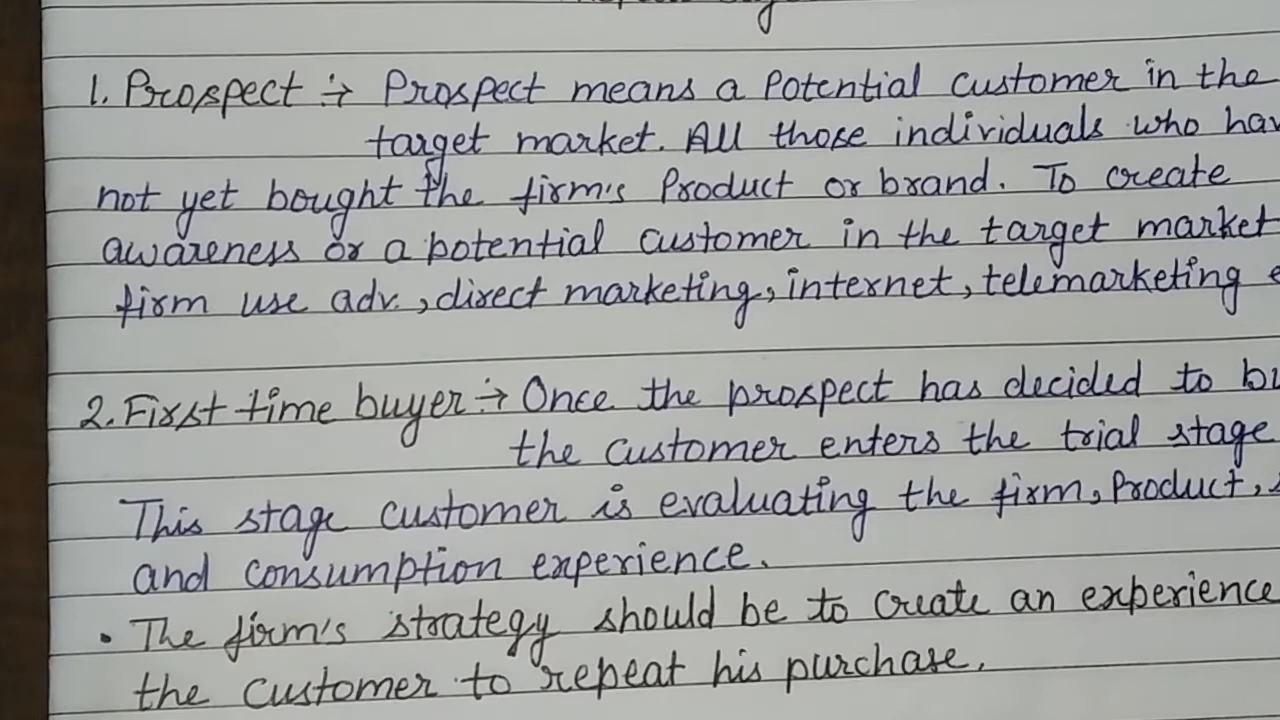 1. Prospect :→ Prospect means a Potential customer in the
target market. All those individuals who hav
not yet bought the firm's Product or brand. To create
awareness or a potential customer in the target market
firm use adv., direct marketing, internet, telemarketing
2. First time buyer :→ Once the prospect has decided to bu
the customer enters the trial stage
This stage customer is evaluating the firm, Product,
and consumption experience.
• The firm's strategy should be to create an experience
the customer to repeat his purchase.